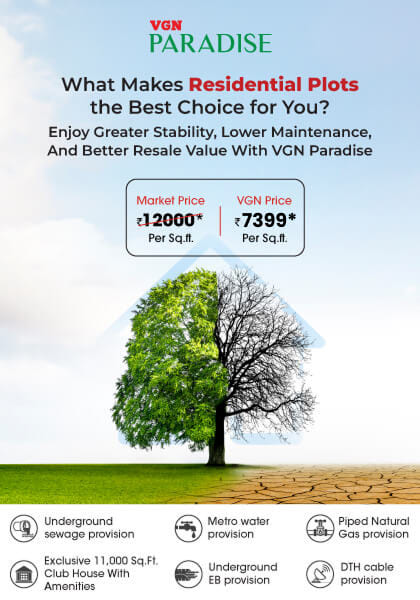 VGN
PARADISE
What Makes Residential Plots
the Best Choice for You?
Enjoy Greater Stability, Lower Maintenance,
And Better Resale Value With VGN Paradise
Market Price
₹12000*
Per Sq.ft.
VGN Price
₹7399*
Per Sq.ft.
Underground
sewage provision
Metro water
provision
Piped Natural
Gas provision
Exclusive 11,000 Sq.Ft.
Club House With
Amenities
Underground
EB provision
DTH cable
provision